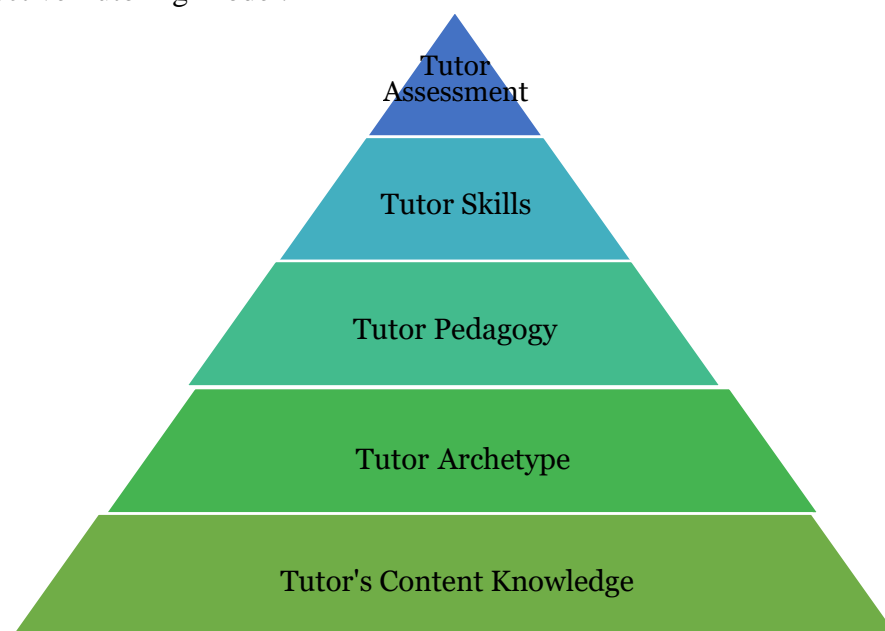 Tutor
Assessment
Tutor Skills
Tutor Pedagogy
Tutor Archetype
Tutor's Content Knowledge